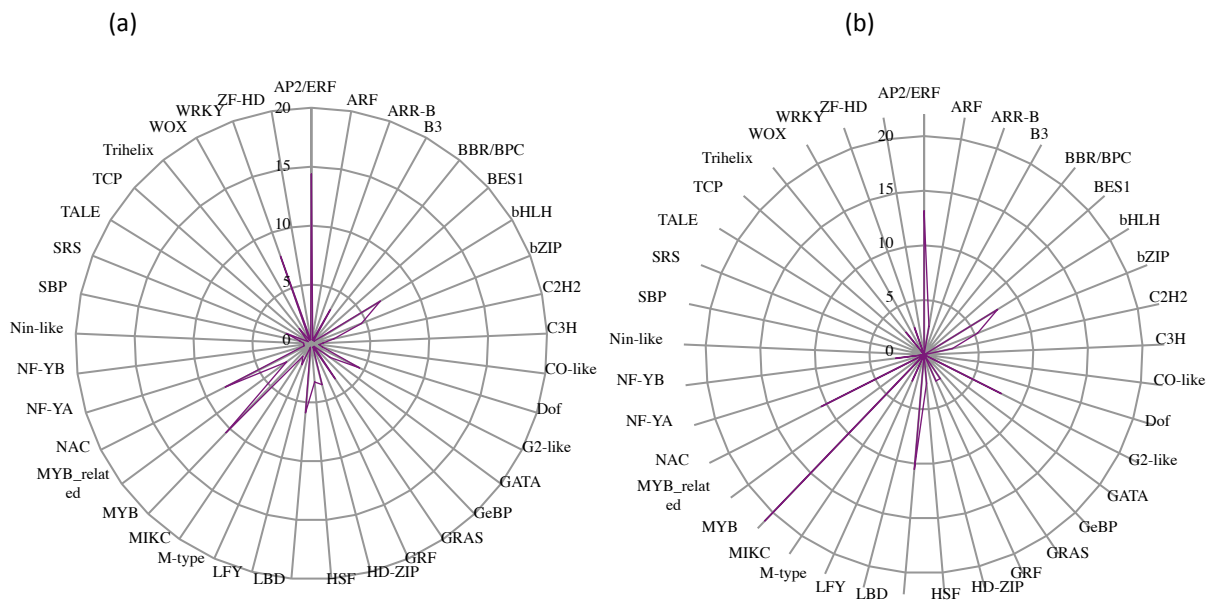 (a)
(b)
AP2/ERF
ARF
ARR-B
B3
BBR/BPC
BES1
bHLH
bZIP
C2H2
C3H
CO-like
Dof
G2-like
GATA
GeBP
GRAS
GRF
HD-ZIP
HSF
LBD
LFY
M-type
MIKC
MYB
MYB_relat
ed
NAC
NF-YA
NF-YB
Nin-like
SBP
SRS
TALE
TCP
Trihelix
WOX
WRKY
ZF-HD
20
15
10
5
0
AP2/ERF
ARF
ARR-B
B3
BBR/BPC
BES1
bHLH
bZIP
C2H2
C3H
CO-like
Dof
G2-like
GATA
GeBP
GRAS
GRF
HD-ZIP
HSF
LBD
LFY
M-type
MIKC
MYB
MYB_relat
ed
NAC
NF-YA
NF-YB
Nin-like
SBP
SRS
TALE
TCP
Trihelix
WOX
WRKY
ZF-HD
20
15
10
5
0